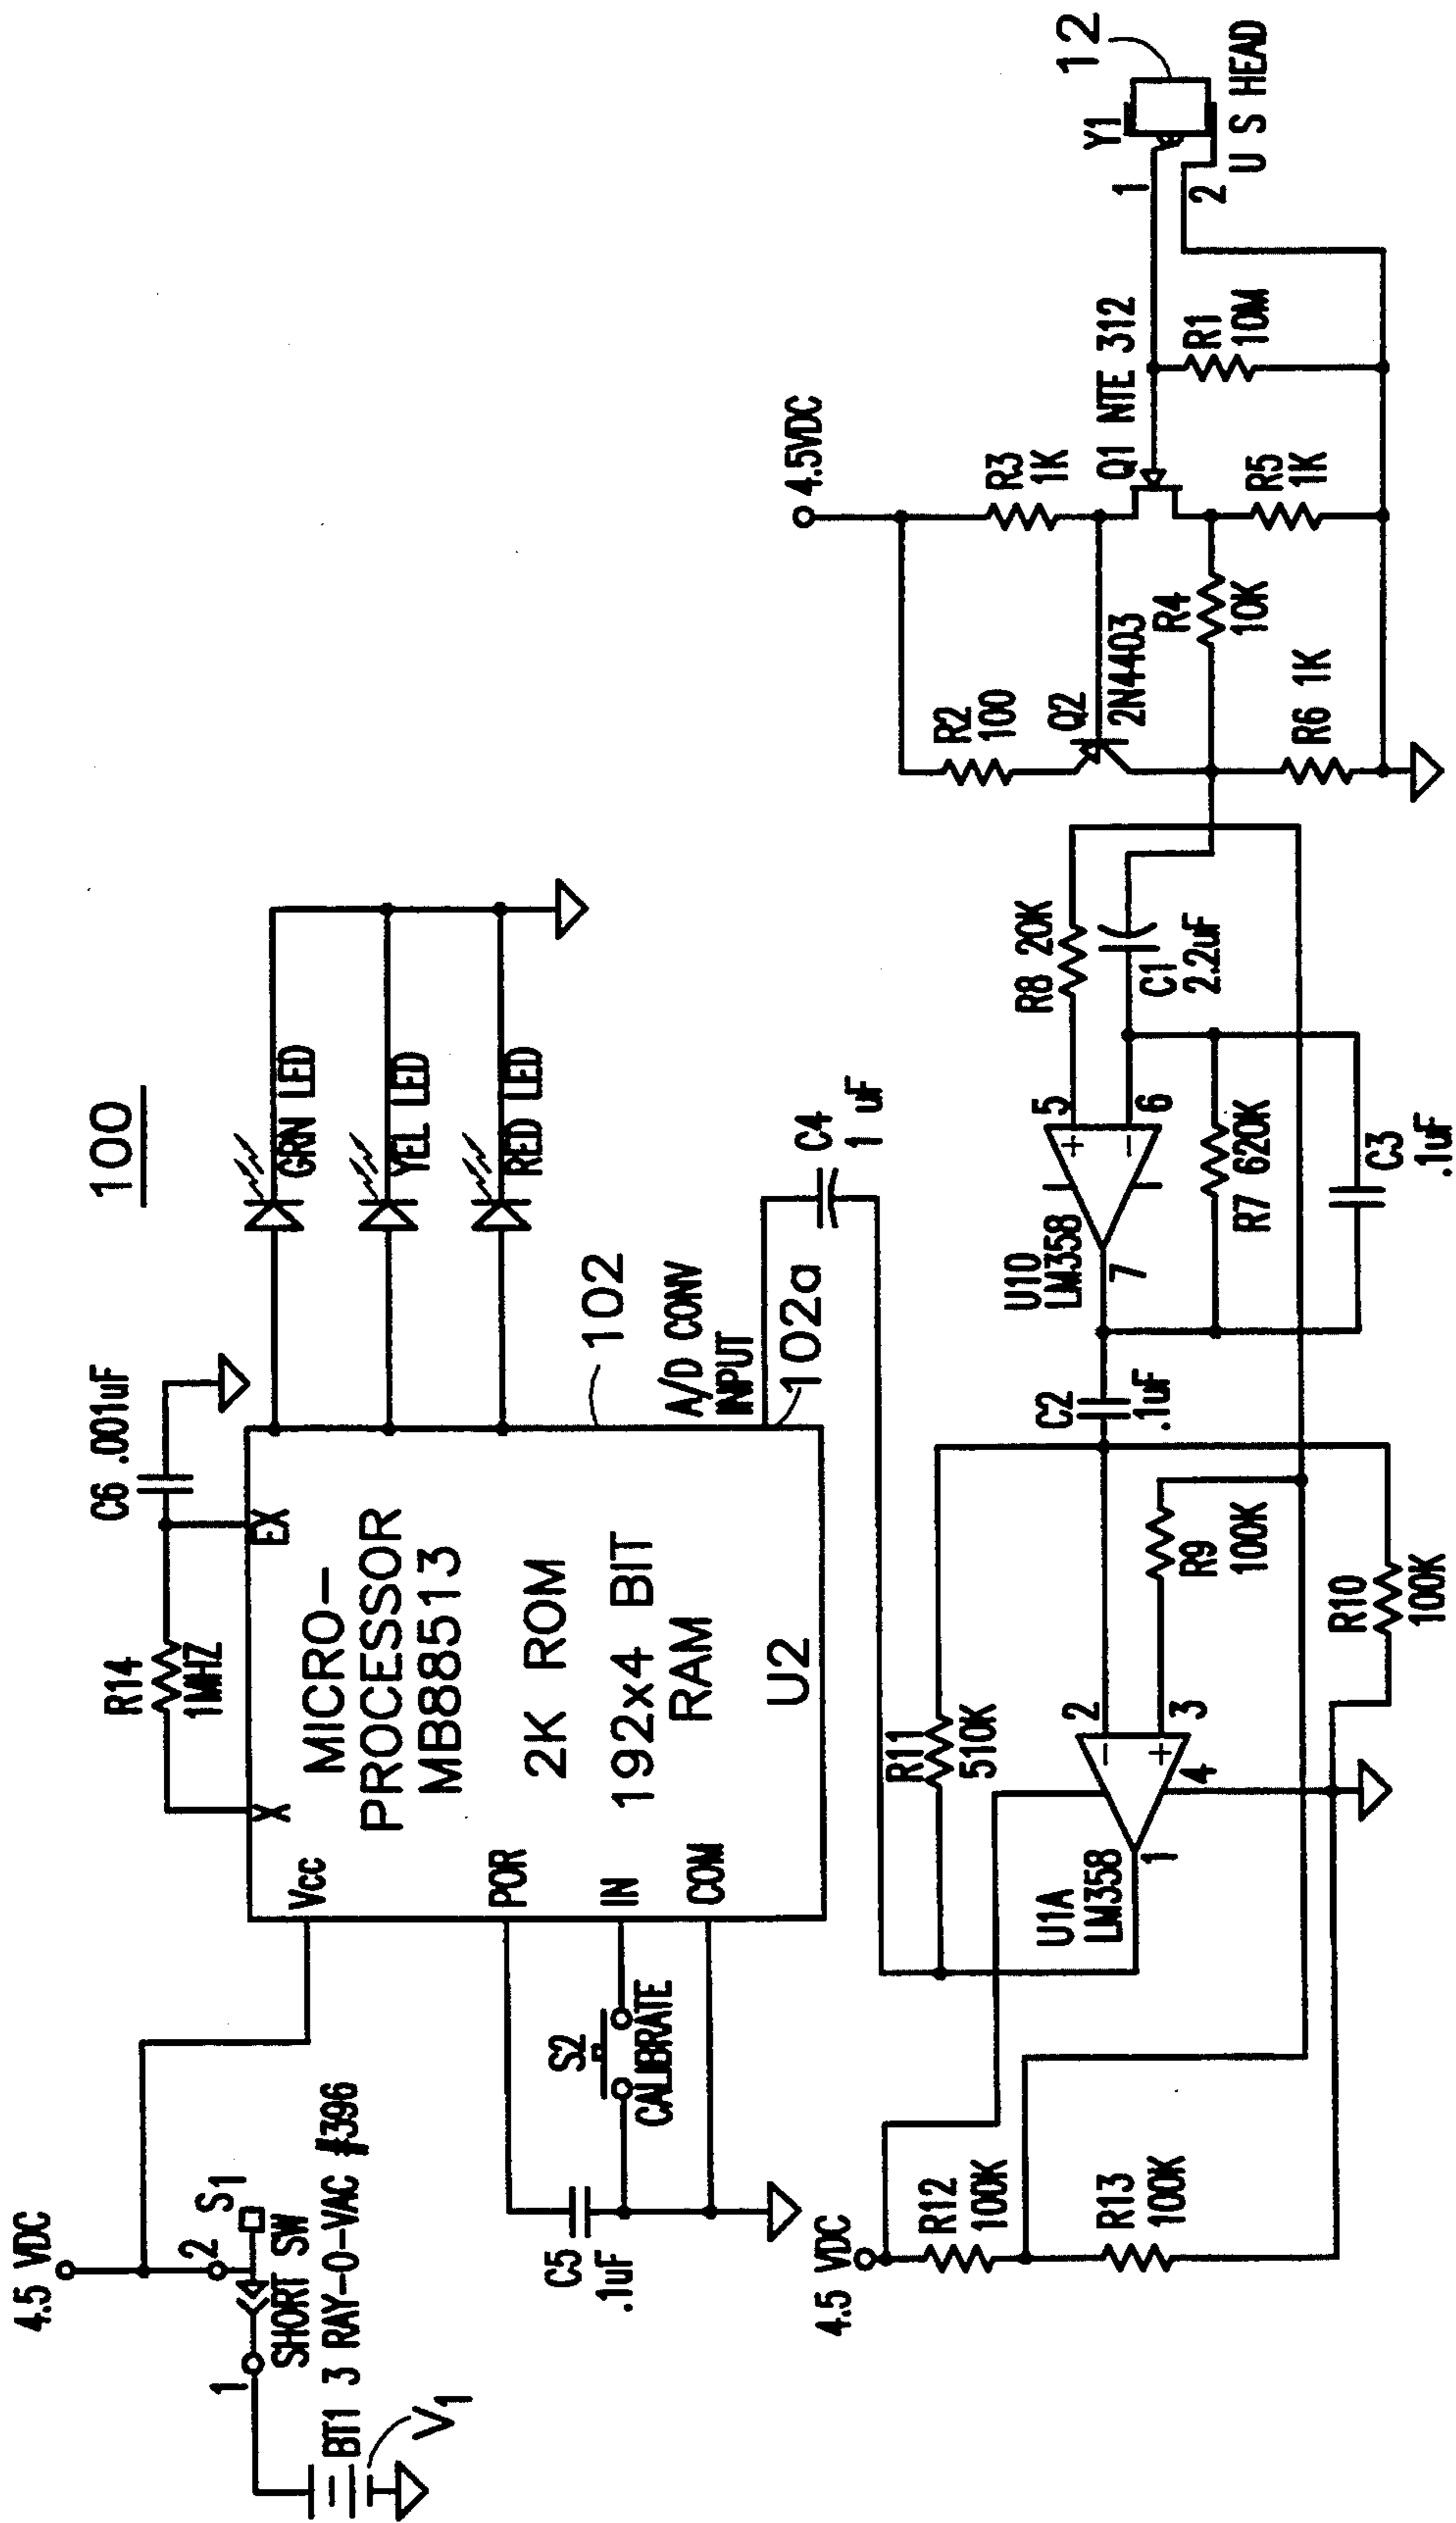 100
4.5 VDC
2
S1
1
SHORT SW
BT1 3 RAY-O-VAC #396
V1
R14
1MHZ
C6 .001uF
X
EX
Vcc
MICRO-
PROCESSOR
MB88513
2K ROM
192x4 BIT
RAM
U2
POR
IN
COM
GRN LED
YEL LED
RED LED
102
A/D CONV
INPUT
102a
S2
CALIBRATE
C5
.1uF
C4
1 uF
4.5 VDC
R12
100K
R13
100K
R11
510K
U1A
LM358
1
2
3
4
-
+
R9
100K
R10
100K
C2
.1uF
U10
LM358
7
5
6
+
-
R8 20K
C1
2.2uF
R7 620K
C3
.1uF
4.5VDC
R2
100
R3
1K
Q2
2N4403
R4
10K
R6 1K
Q1 NTE 312
R5
1K
R1
10M
1
2
Y1
12
U S HEAD